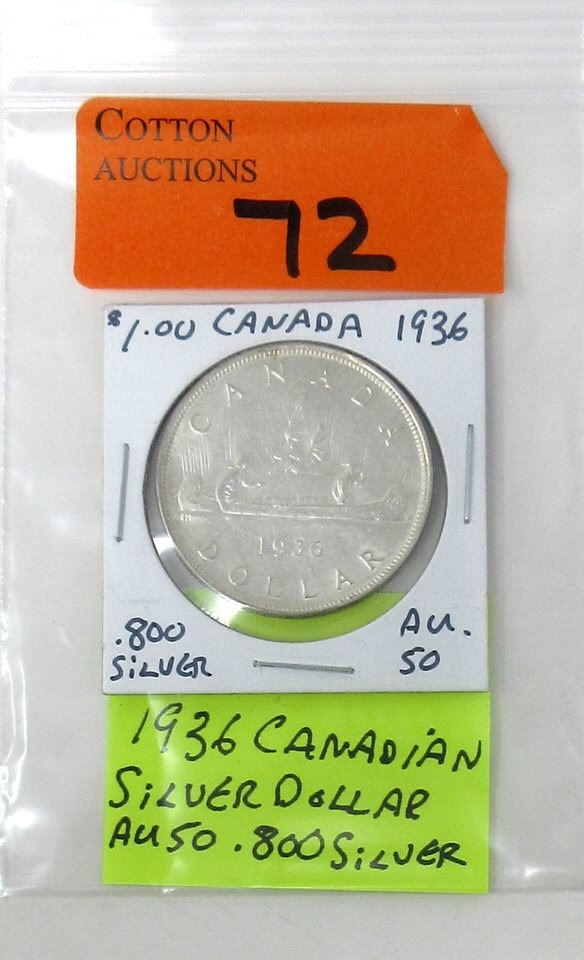 COTTON
AUCTIONS
72
$1.00 CANADA 1936
CANADA
1936
DOLLAR
.800
SILVER
AU.
50
1936 CANADiAN
SiLVER DOLLAR
AU50 .800 SiLVER